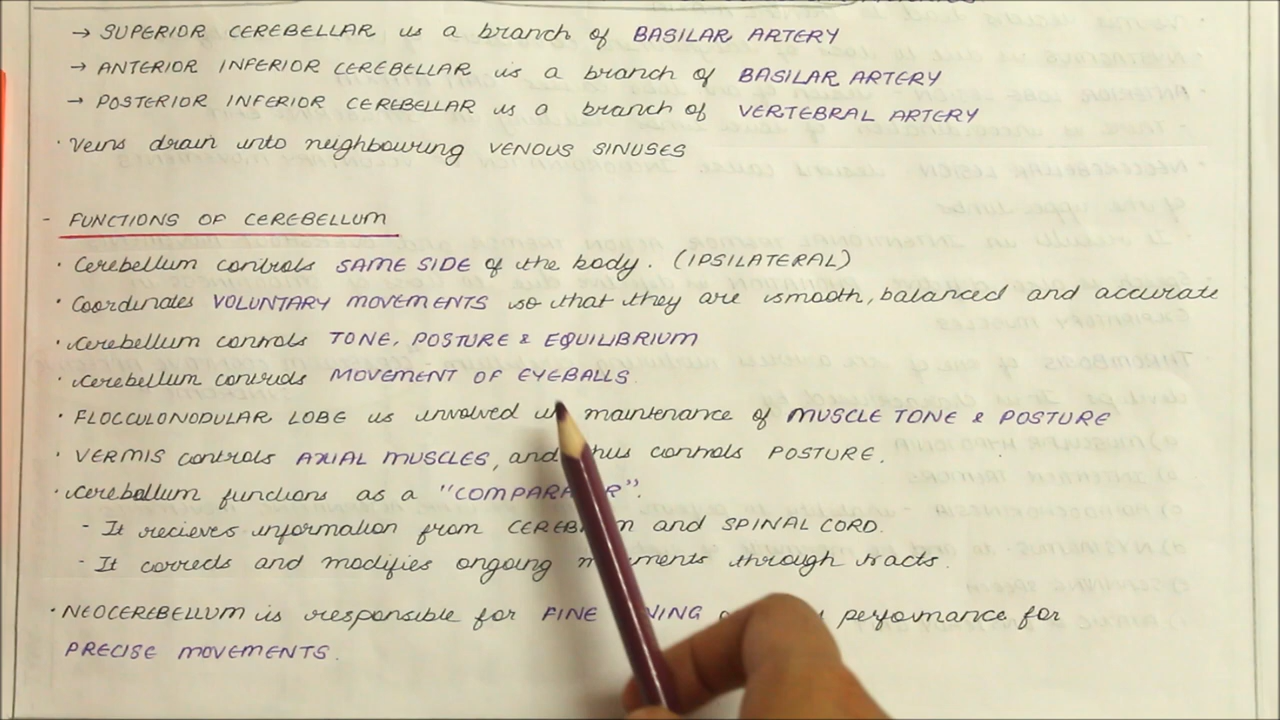 → SUPERIOR CEREBELLAR is a branch of BASILAR ARTERY
→ ANTERIOR INFERIOR CEREBELLAR is a branch of BASILAR ARTERY
→ POSTERIOR INFERIOR CEREBELLAR is a branch of VERTEBRAL ARTERY
· Veins drain into neighbouring VENOUS SINUSES
- FUNCTIONS OF CEREBELLUM
· Cerebellum controls SAME SIDE of the body. (IPSILATERAL)
· Coordinates VOLUNTARY MOVEMENTS so that they are smooth, balanced and accurate
· Cerebellum controls TONE, POSTURE & EQUILIBRIUM
· Cerebellum controls MOVEMENT OF EYEBALLS
· FLOCCULONODULAR LOBE is involved in maintenance of MUSCLE TONE & POSTURE
· VERMIS controls AXIAL MUSCLES, and thus controls POSTURE.
· Cerebellum functions as a "COMPARATOR".
- It recieves information from CEREBRUM and SPINAL CORD.
- It corrects and modifies ongoing movements through tracts.
· NEOCEREBELLUM is responsible for FINE TUNING performance for
PRECISE MOVEMENTS.